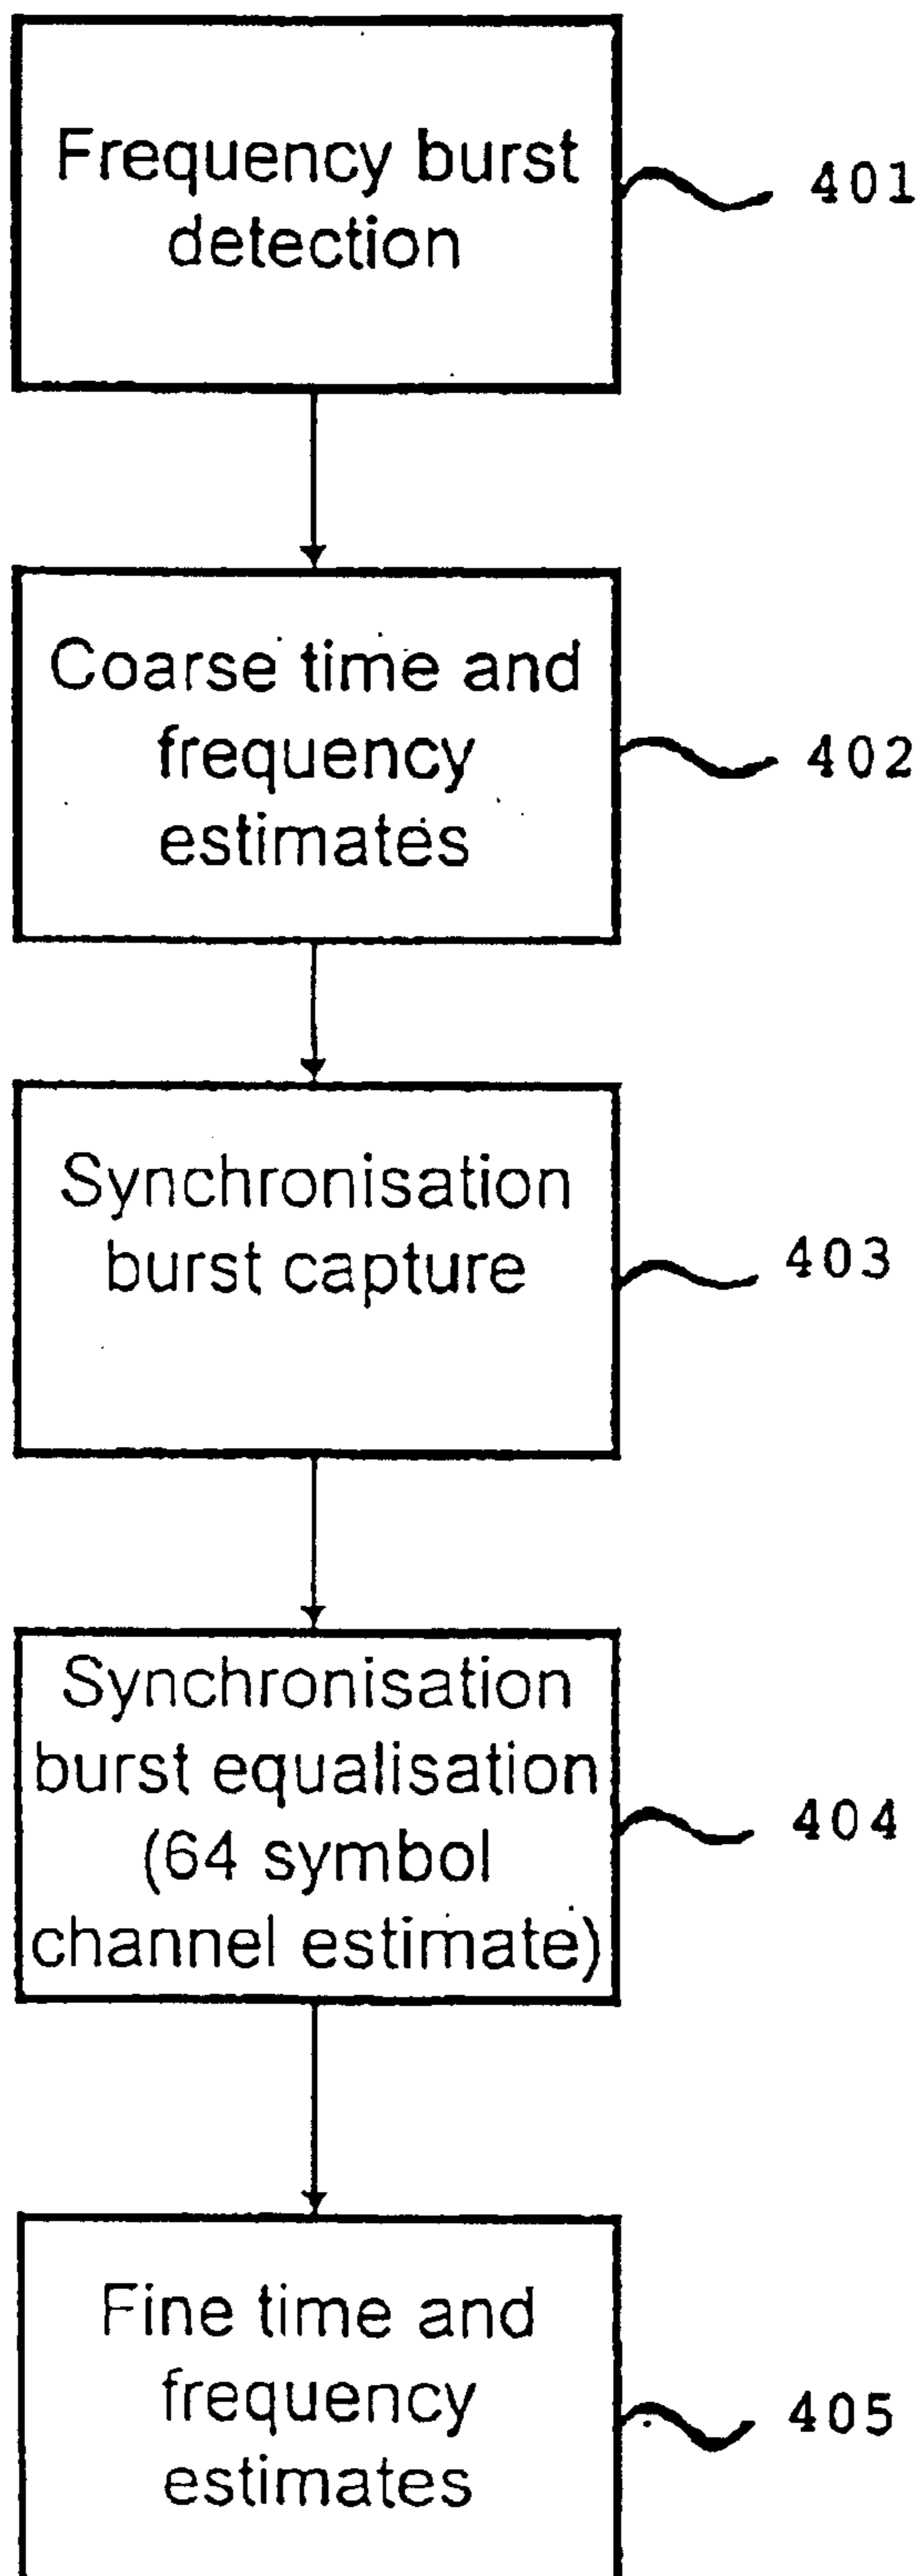 Frequency burst
detection
401
Coarse time and
frequency
estimates
402
Synchronisation
burst capture
403
Synchronisation
burst equalisation
(64 symbol
channel estimate)
404
Fine time and
frequency
estimates
405